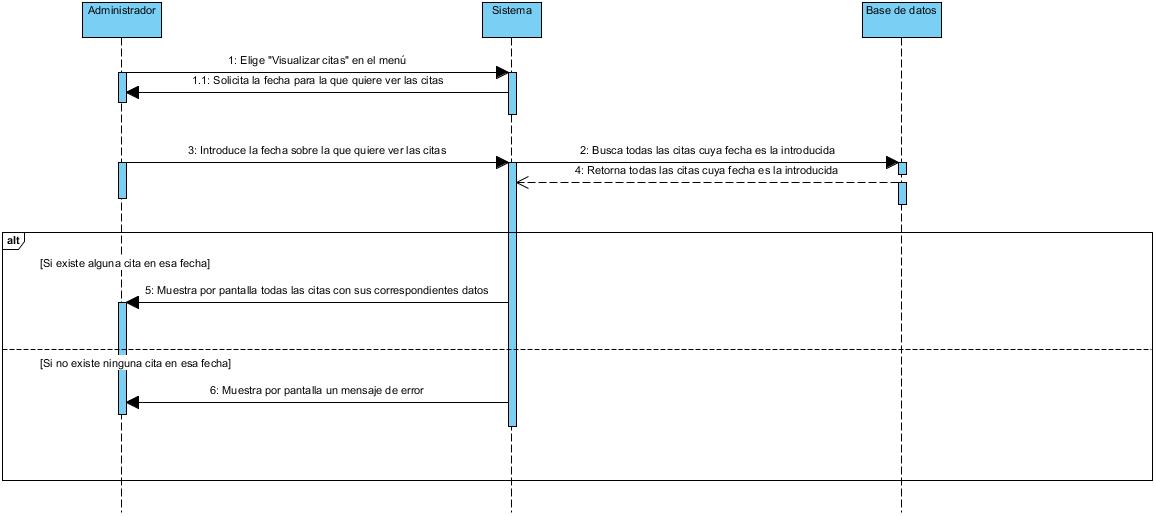 Administrador
Sistema
Base de datos
1: Elige "Visualizar citas" en el menú
1.1: Solicita la fecha para la que quiere ver las citas
3: Introduce la fecha sobre la que quiere ver las citas
2: Busca todas las citas cuya fecha es la introducida
4: Retorna todas las citas cuya fecha es la introducida
alt
[Si existe alguna cita en esa fecha]
5: Muestra por pantalla todas las citas con sus correspondientes datos
[Si no existe ninguna cita en esa fecha]
6: Muestra por pantalla un mensaje de error